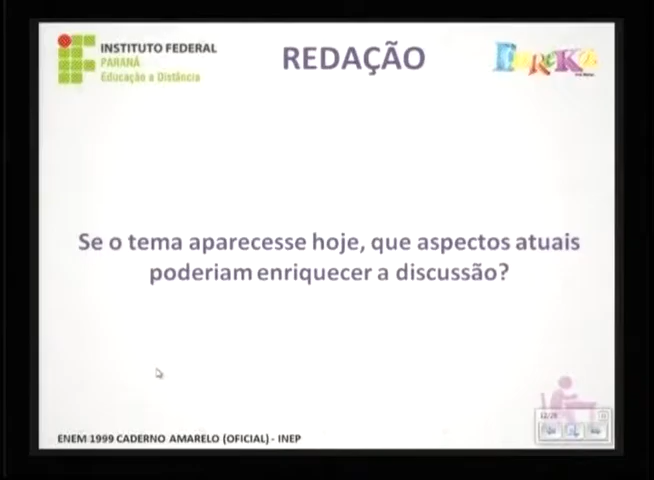 INSTITUTO FEDERAL
PARANÁ
Educação a Distância
REDAÇÃO
EuReKa
Se o tema aparecesse hoje, que aspectos atuais
poderiam enriquecer a discussão?
ENEM 1999 CADERNO AMARELO (OFICIAL) - INEP